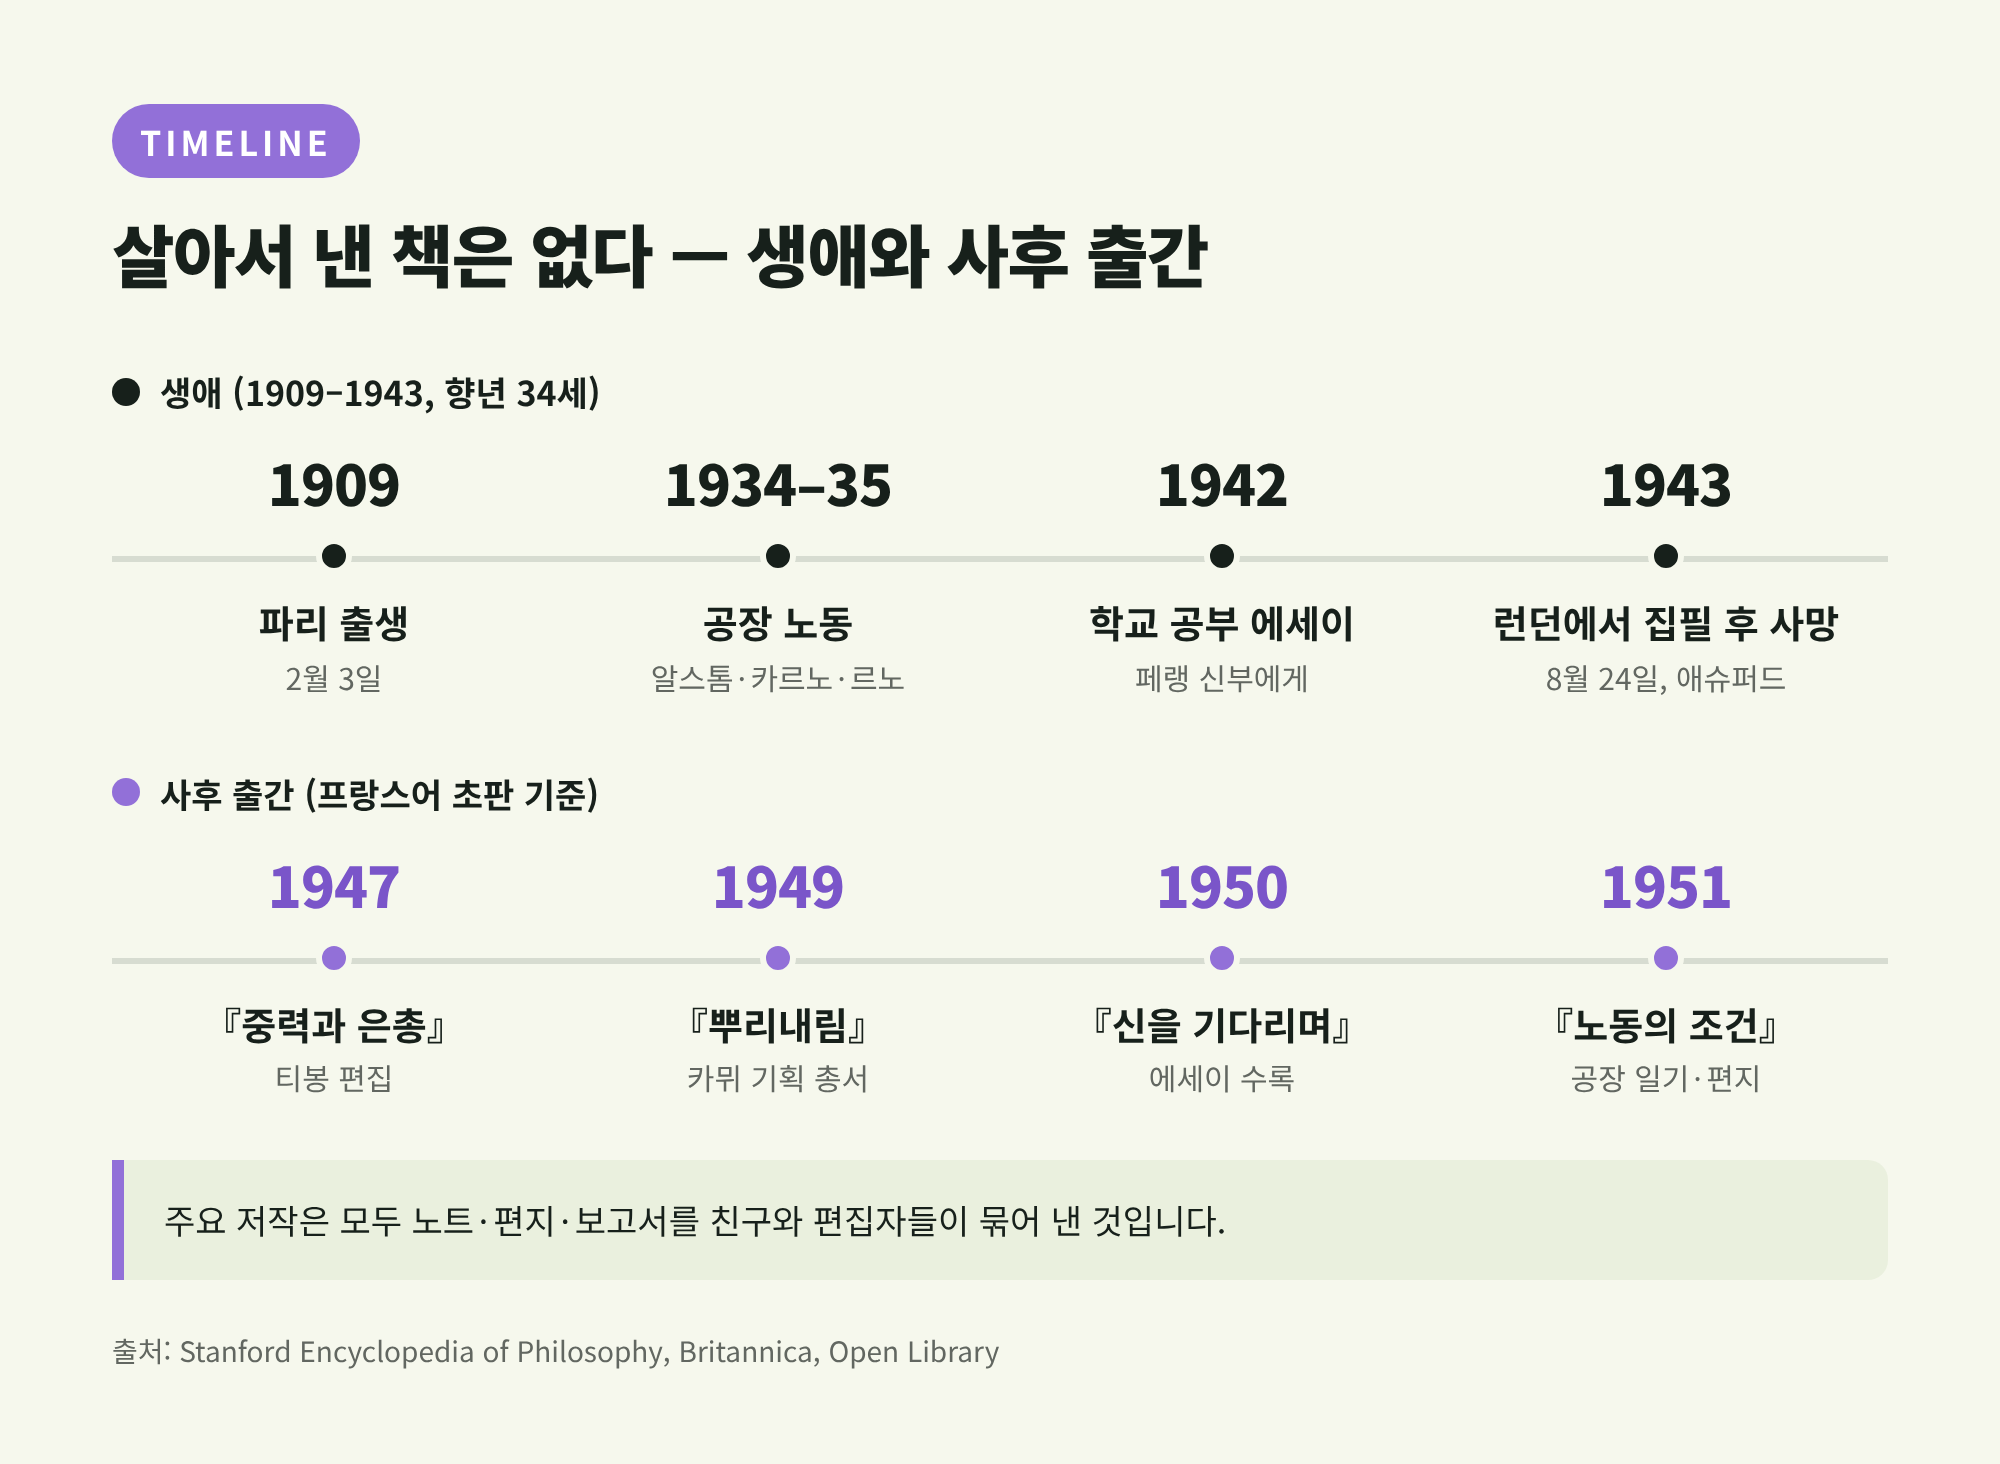 TIMELINE
살아서 낸 책은 없다 — 생애와 사후 출간
생애 (1909–1943, 향년 34세)
1909
1934–35
1942
1943
파리 출생
공장 노동
학교 공부 에세이
런던에서 집필 후 사망
2월 3일
알스톰·카르노·르노
페랭 신부에게
8월 24일, 애슈퍼드
사후 출간 (프랑스어 초판 기준)
1947
1949
1950
1951
『중력과 은총』
『뿌리내림』
『신을 기다리며』
『노동의 조건』
티봉 편집
카뮈 기획 총서
에세이 수록
공장 일기·편지
주요 저작은 모두 노트·편지·보고서를 친구와 편집자들이 묶어 낸 것입니다.
출처: Stanford Encyclopedia of Philosophy, Britannica, Open Library